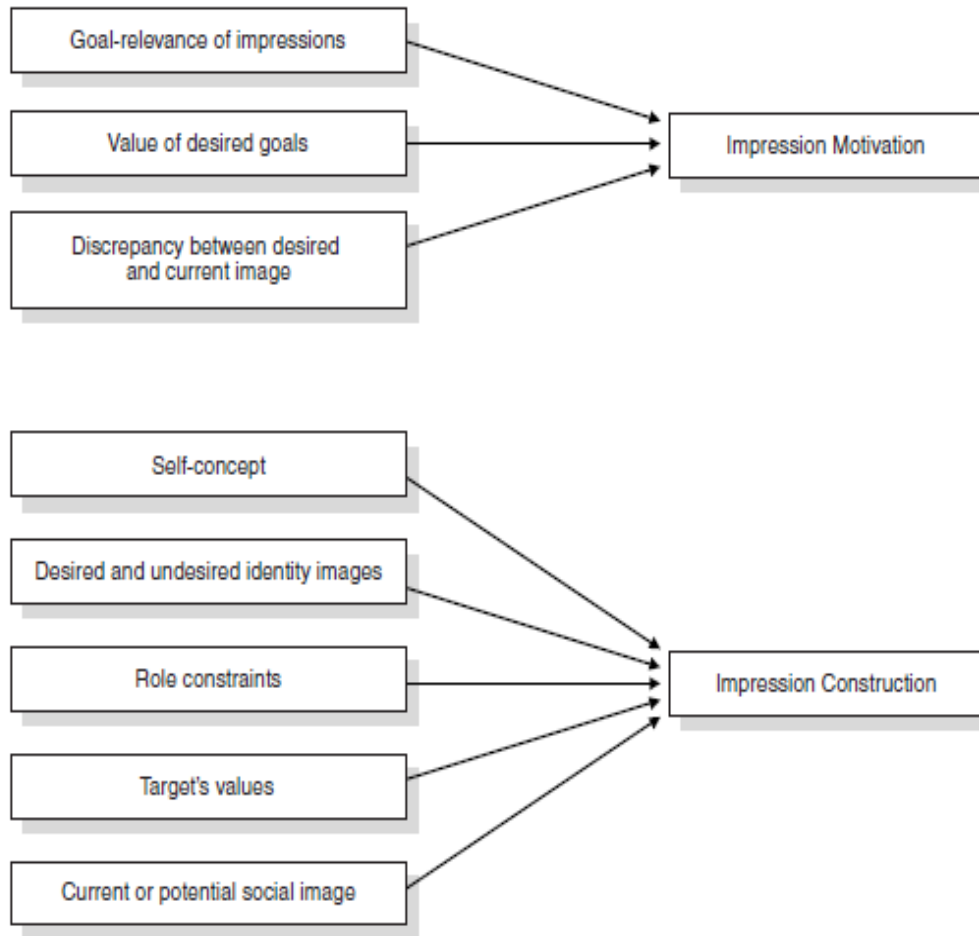 Goal-relevance of impressions
Value of desired goals
Impression Motivation
Discrepancy between desired
and current image
Self-concept
Desired and undesired identity images
Role constraints
Impression Construction
Target's values
Current or potential social image